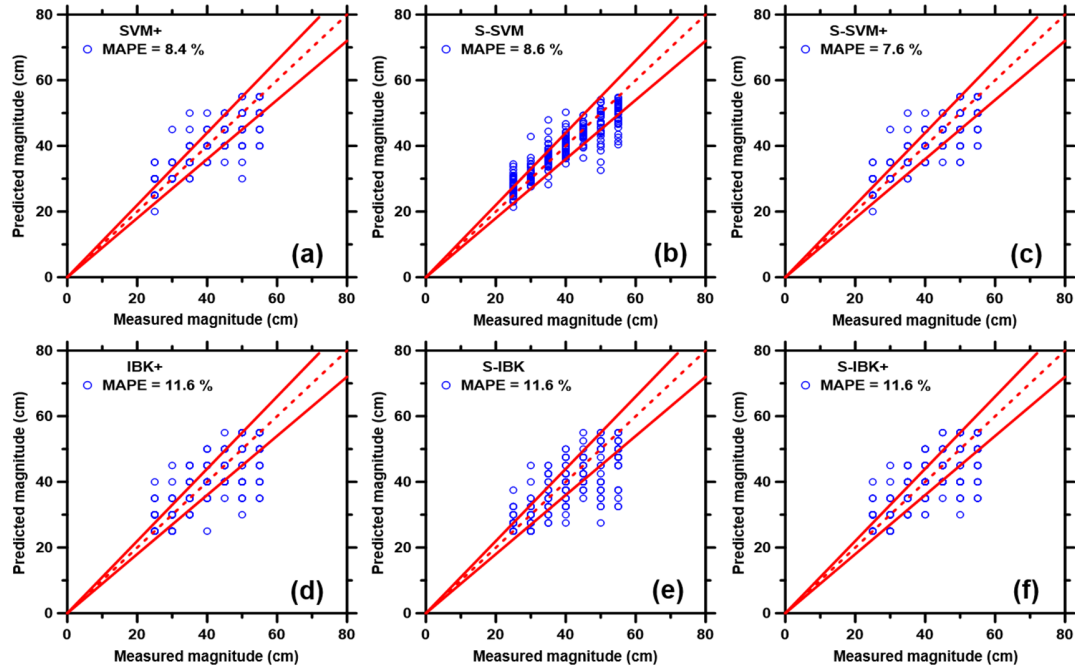 SVM+
MAPE = 8.4 %
Predicted magnitude (cm)
80
60
40
20
0
(a)
0 20 40 60 80
Measured magnitude (cm)
S-SVM
MAPE = 8.6 %
Predicted magnitude (cm)
80
60
40
20
0
(b)
0 20 40 60 80
Measured magnitude (cm)
S-SVM+
MAPE = 7.6 %
Predicted magnitude (cm)
80
60
40
20
0
(c)
0 20 40 60 80
Measured magnitude (cm)
IBK+
MAPE = 11.6 %
Predicted magnitude (cm)
80
60
40
20
0
(d)
0 20 40 60 80
Measured magnitude (cm)
S-IBK
MAPE = 11.6 %
Predicted magnitude (cm)
80
60
40
20
0
(e)
0 20 40 60 80
Measured magnitude (cm)
S-IBK+
MAPE = 11.6 %
Predicted magnitude (cm)
80
60
40
20
0
(f)
0 20 40 60 80
Measured magnitude (cm)